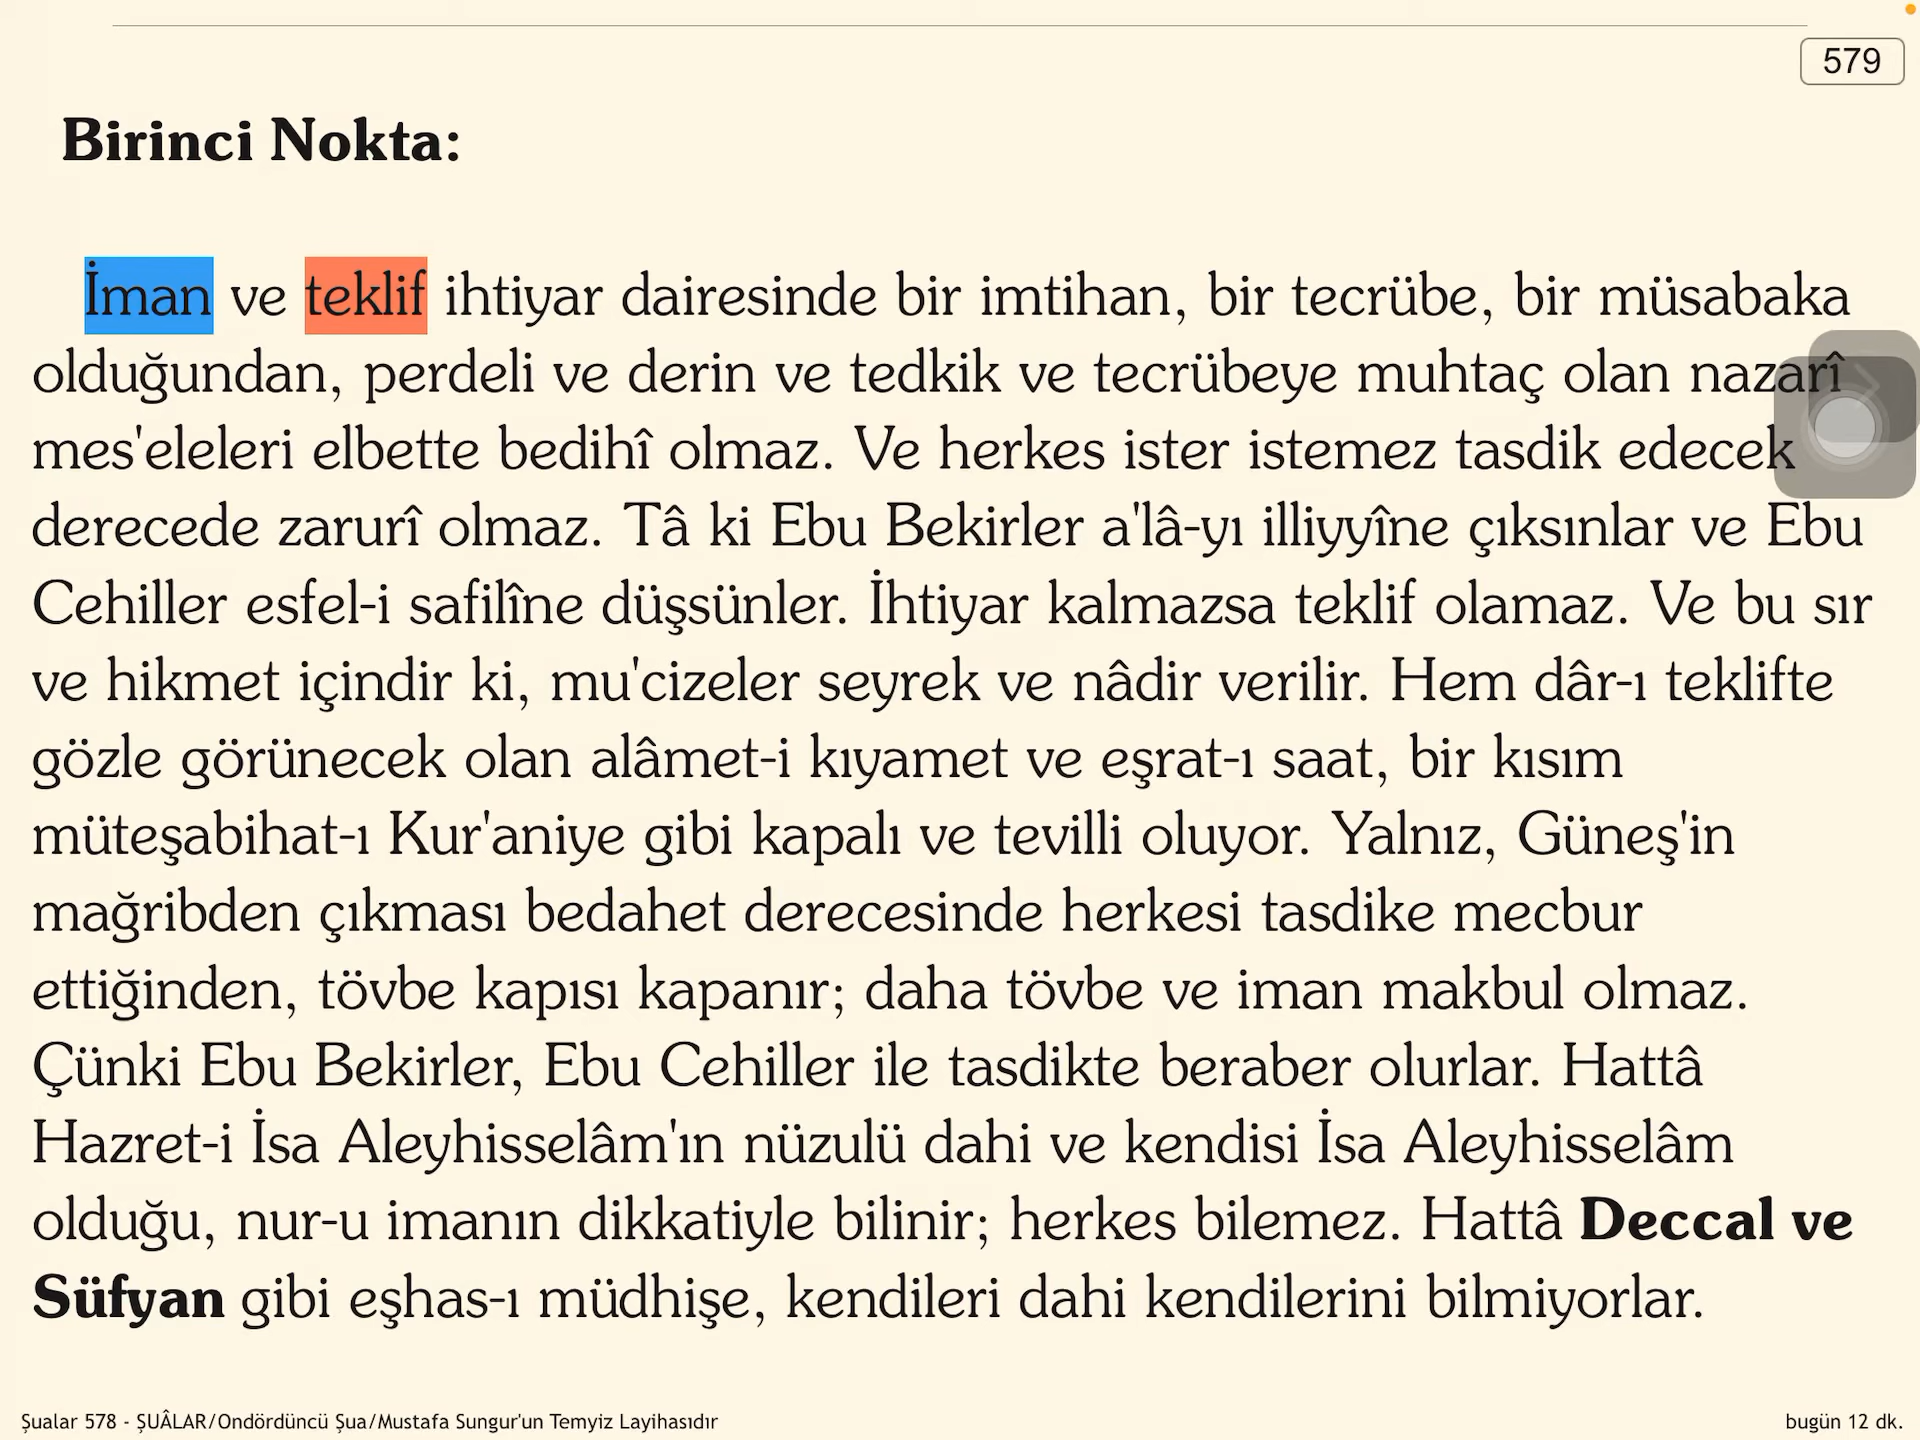 579
Birinci Nokta:
İman ve teklif ihtiyar dairesinde bir imtihan, bir tecrübe, bir müsabaka
olduğundan, perdeli ve derin ve tedkik ve tecrübeye muhtaç olan nazarî
mes'eleleri elbette bedihî olmaz. Ve herkes ister istemez tasdik edecek
derecede zarurî olmaz. Tâ ki Ebu Bekirler a'lâ-yı illiyyîne çıksınlar ve Ebu
Cehiller esfel-i safilîne düşsünler. İhtiyar kalmazsa teklif olamaz. Ve bu sır
ve hikmet içindir ki, mu'cizeler seyrek ve nâdir verilir. Hem dâr-ı teklifte
gözle görünecek olan alâmet-i kıyamet ve eşrat-ı saat, bir kısım
müteşabihat-ı Kur'aniye gibi kapalı ve tevilli oluyor. Yalnız, Güneş'in
mağribden çıkması bedahet derecesinde herkesi tasdike mecbur
ettiğinden, tövbe kapısı kapanır; daha tövbe ve iman makbul olmaz.
Çünki Ebu Bekirler, Ebu Cehiller ile tasdikte beraber olurlar. Hattâ
Hazret-i İsa Aleyhisselâm'ın nüzulü dahi ve kendisi İsa Aleyhisselâm
olduğu, nur-u imanın dikkatiyle bilinir; herkes bilemez. Hattâ Deccal ve
Süfyan gibi eşhas-ı müdhişe, kendileri dahi kendilerini bilmiyorlar.
Şualar 578 - ŞUÂLAR/Ondördüncü Şua/Mustafa Sungur'un Temyiz Layihasıdır
bugün 12 dk.